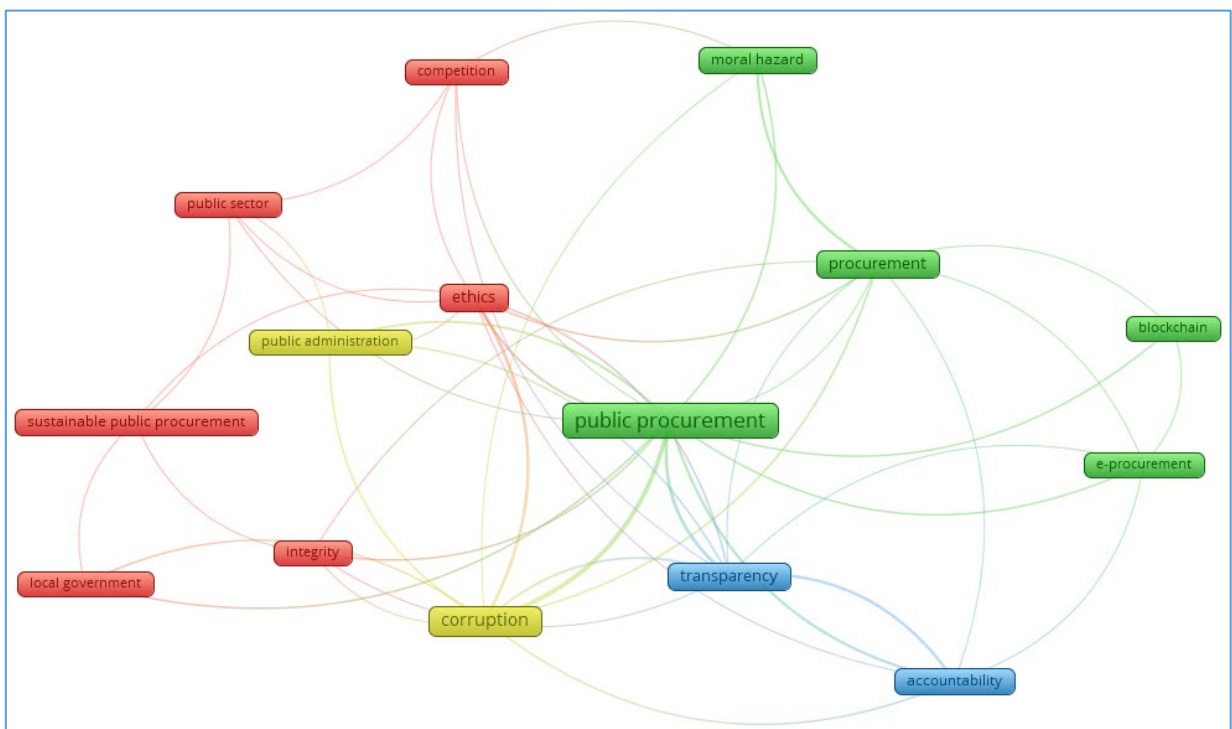 moral hazard
competition
public sector
procurement
ethics
blockchain
public administration
public procurement
sustainable public procurement
e-procurement
integrity
transparency
local government
corruption
accountability